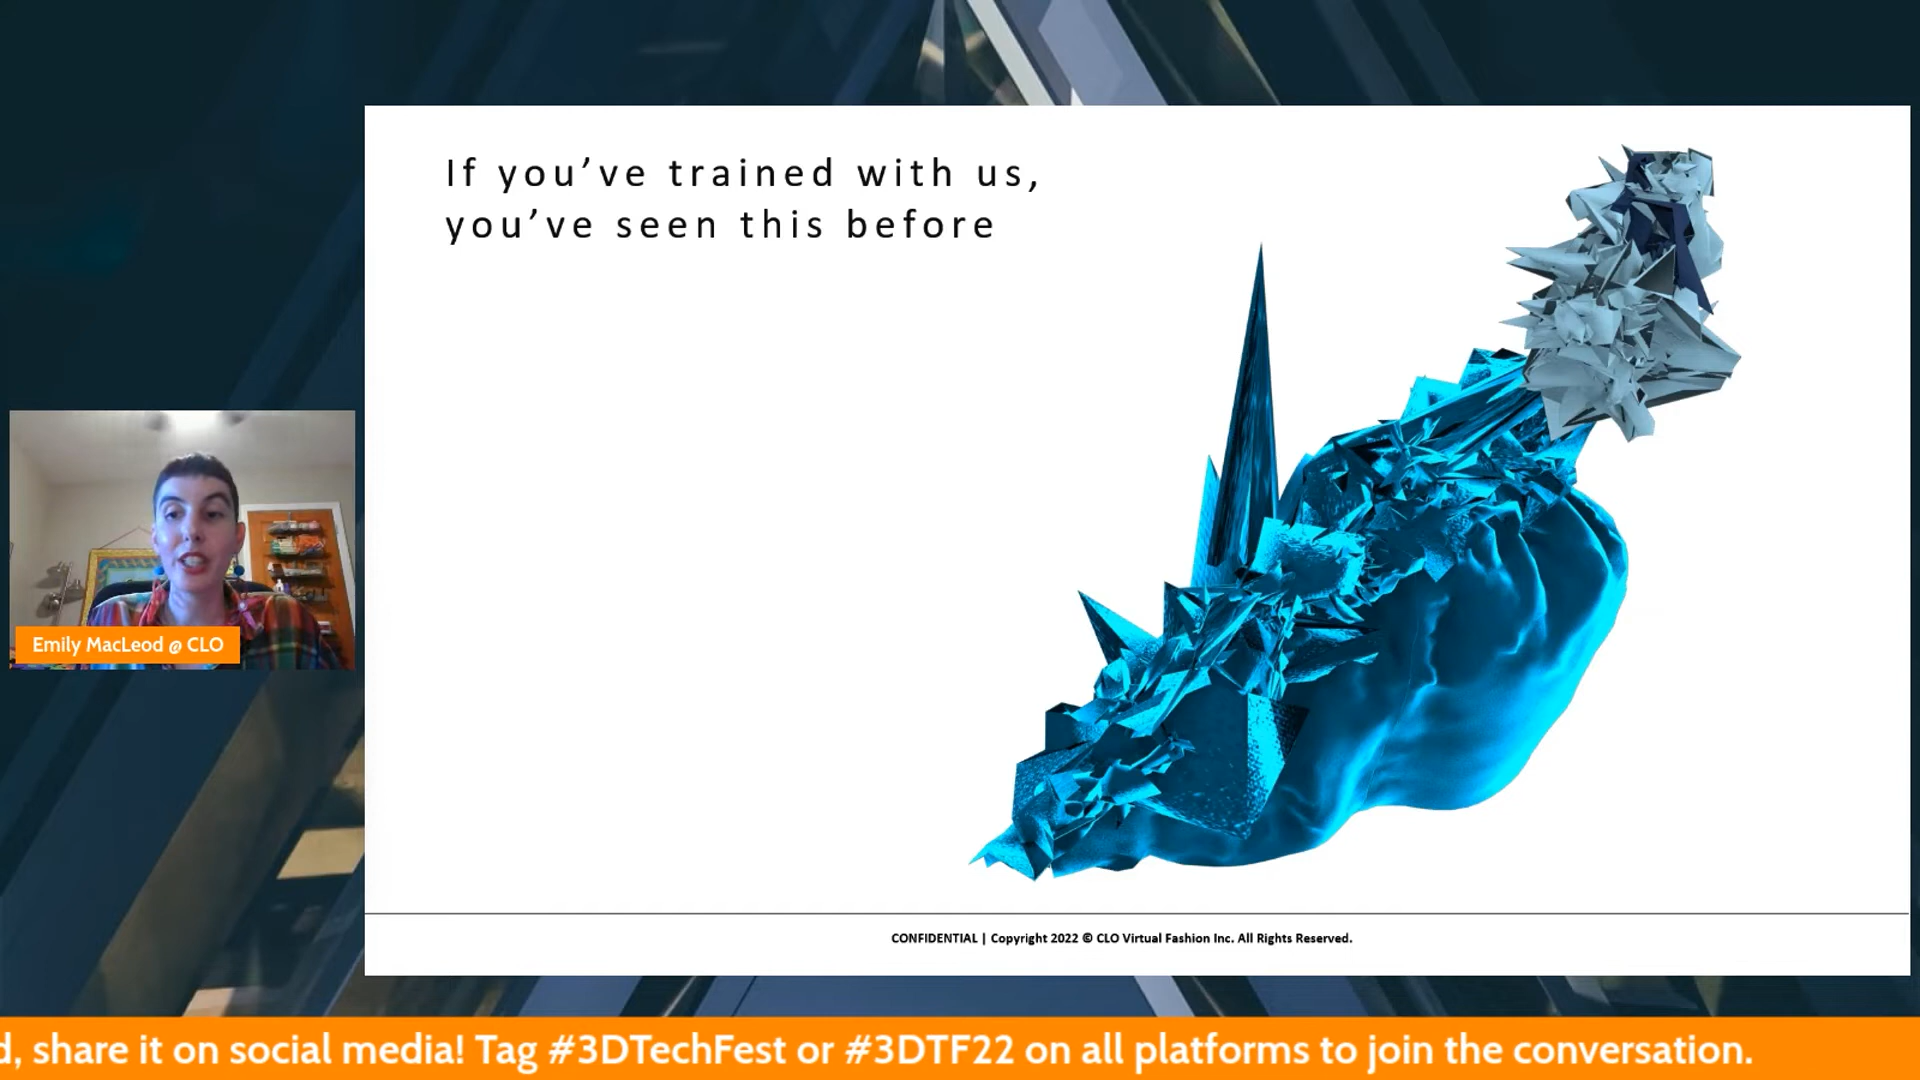 If you’ve trained with us,
you’ve seen this before
Emily MacLeod @ CLO
CONFIDENTIAL | Copyright 2022 © CLO Virtual Fashion Inc. All Rights Reserved.
, share it on social media! Tag #3DTechFest or #3DTF22 on all platforms to join the conversation.